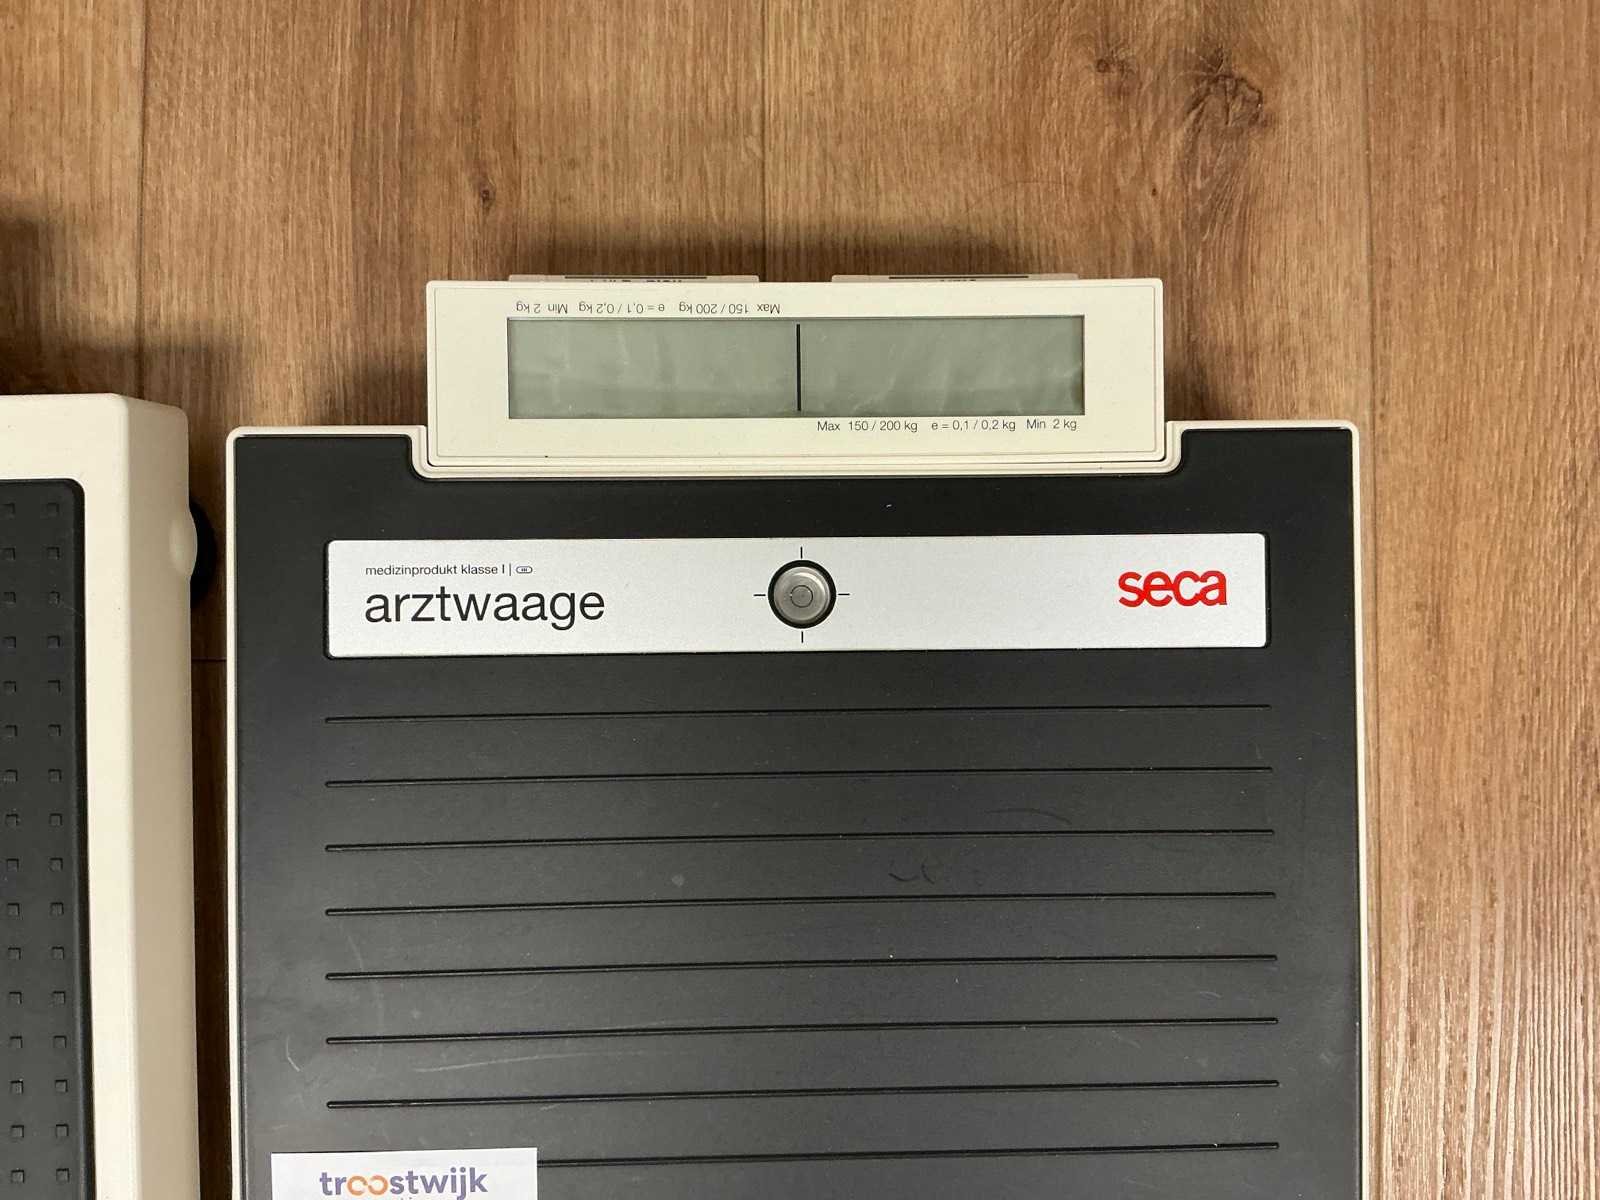 Max 150 / 200 kg e = 0,1 / 0,2 kg Min 2 kg
Max 150 / 200 kg e = 0,1 / 0,2 kg Min 2 kg
medizinprodukt klasse I |
arztwaage
seca
troostwijk